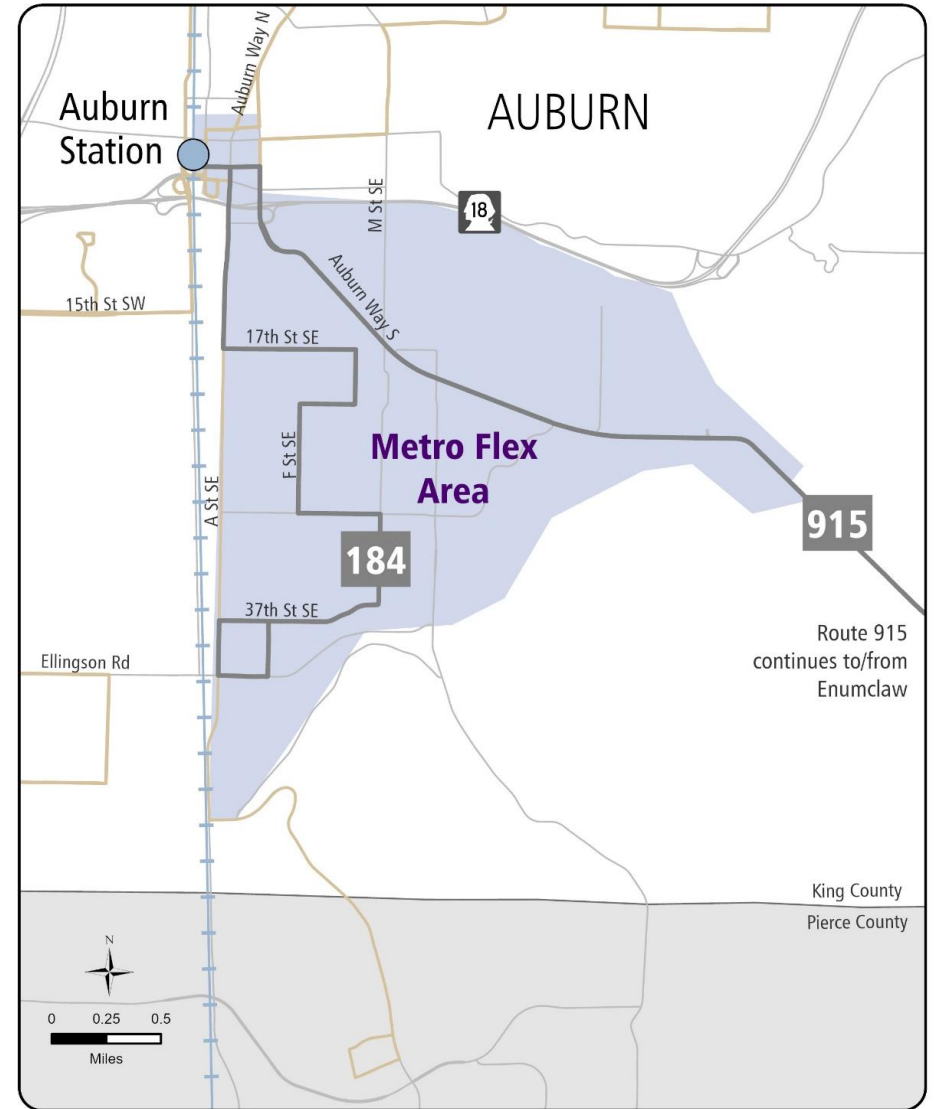 Auburn Way N
Auburn
Station
AUBURN
M St SE
18
15th St SW
Auburn Way S
17th St SE
F St SE
Metro Flex
Area
A St SE
915
184
37th St SE
Route 915
continues to/from
Enumclaw
Ellingson Rd
King County
Pierce County
N
0 0.25 0.5
Miles